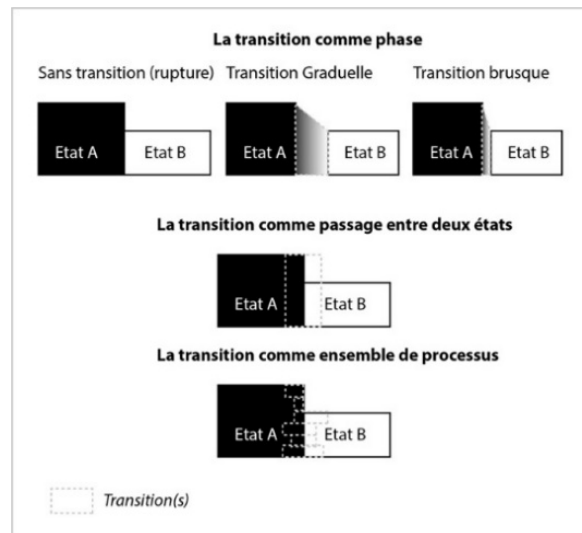 La transition comme phase
Sans transition (rupture) Transition Graduelle Transition brusque
Etat A Etat B Etat A Etat B Etat A Etat B
La transition comme passage entre deux états
Etat A Etat B
La transition comme ensemble de processus
Etat A Etat B
Transition(s)